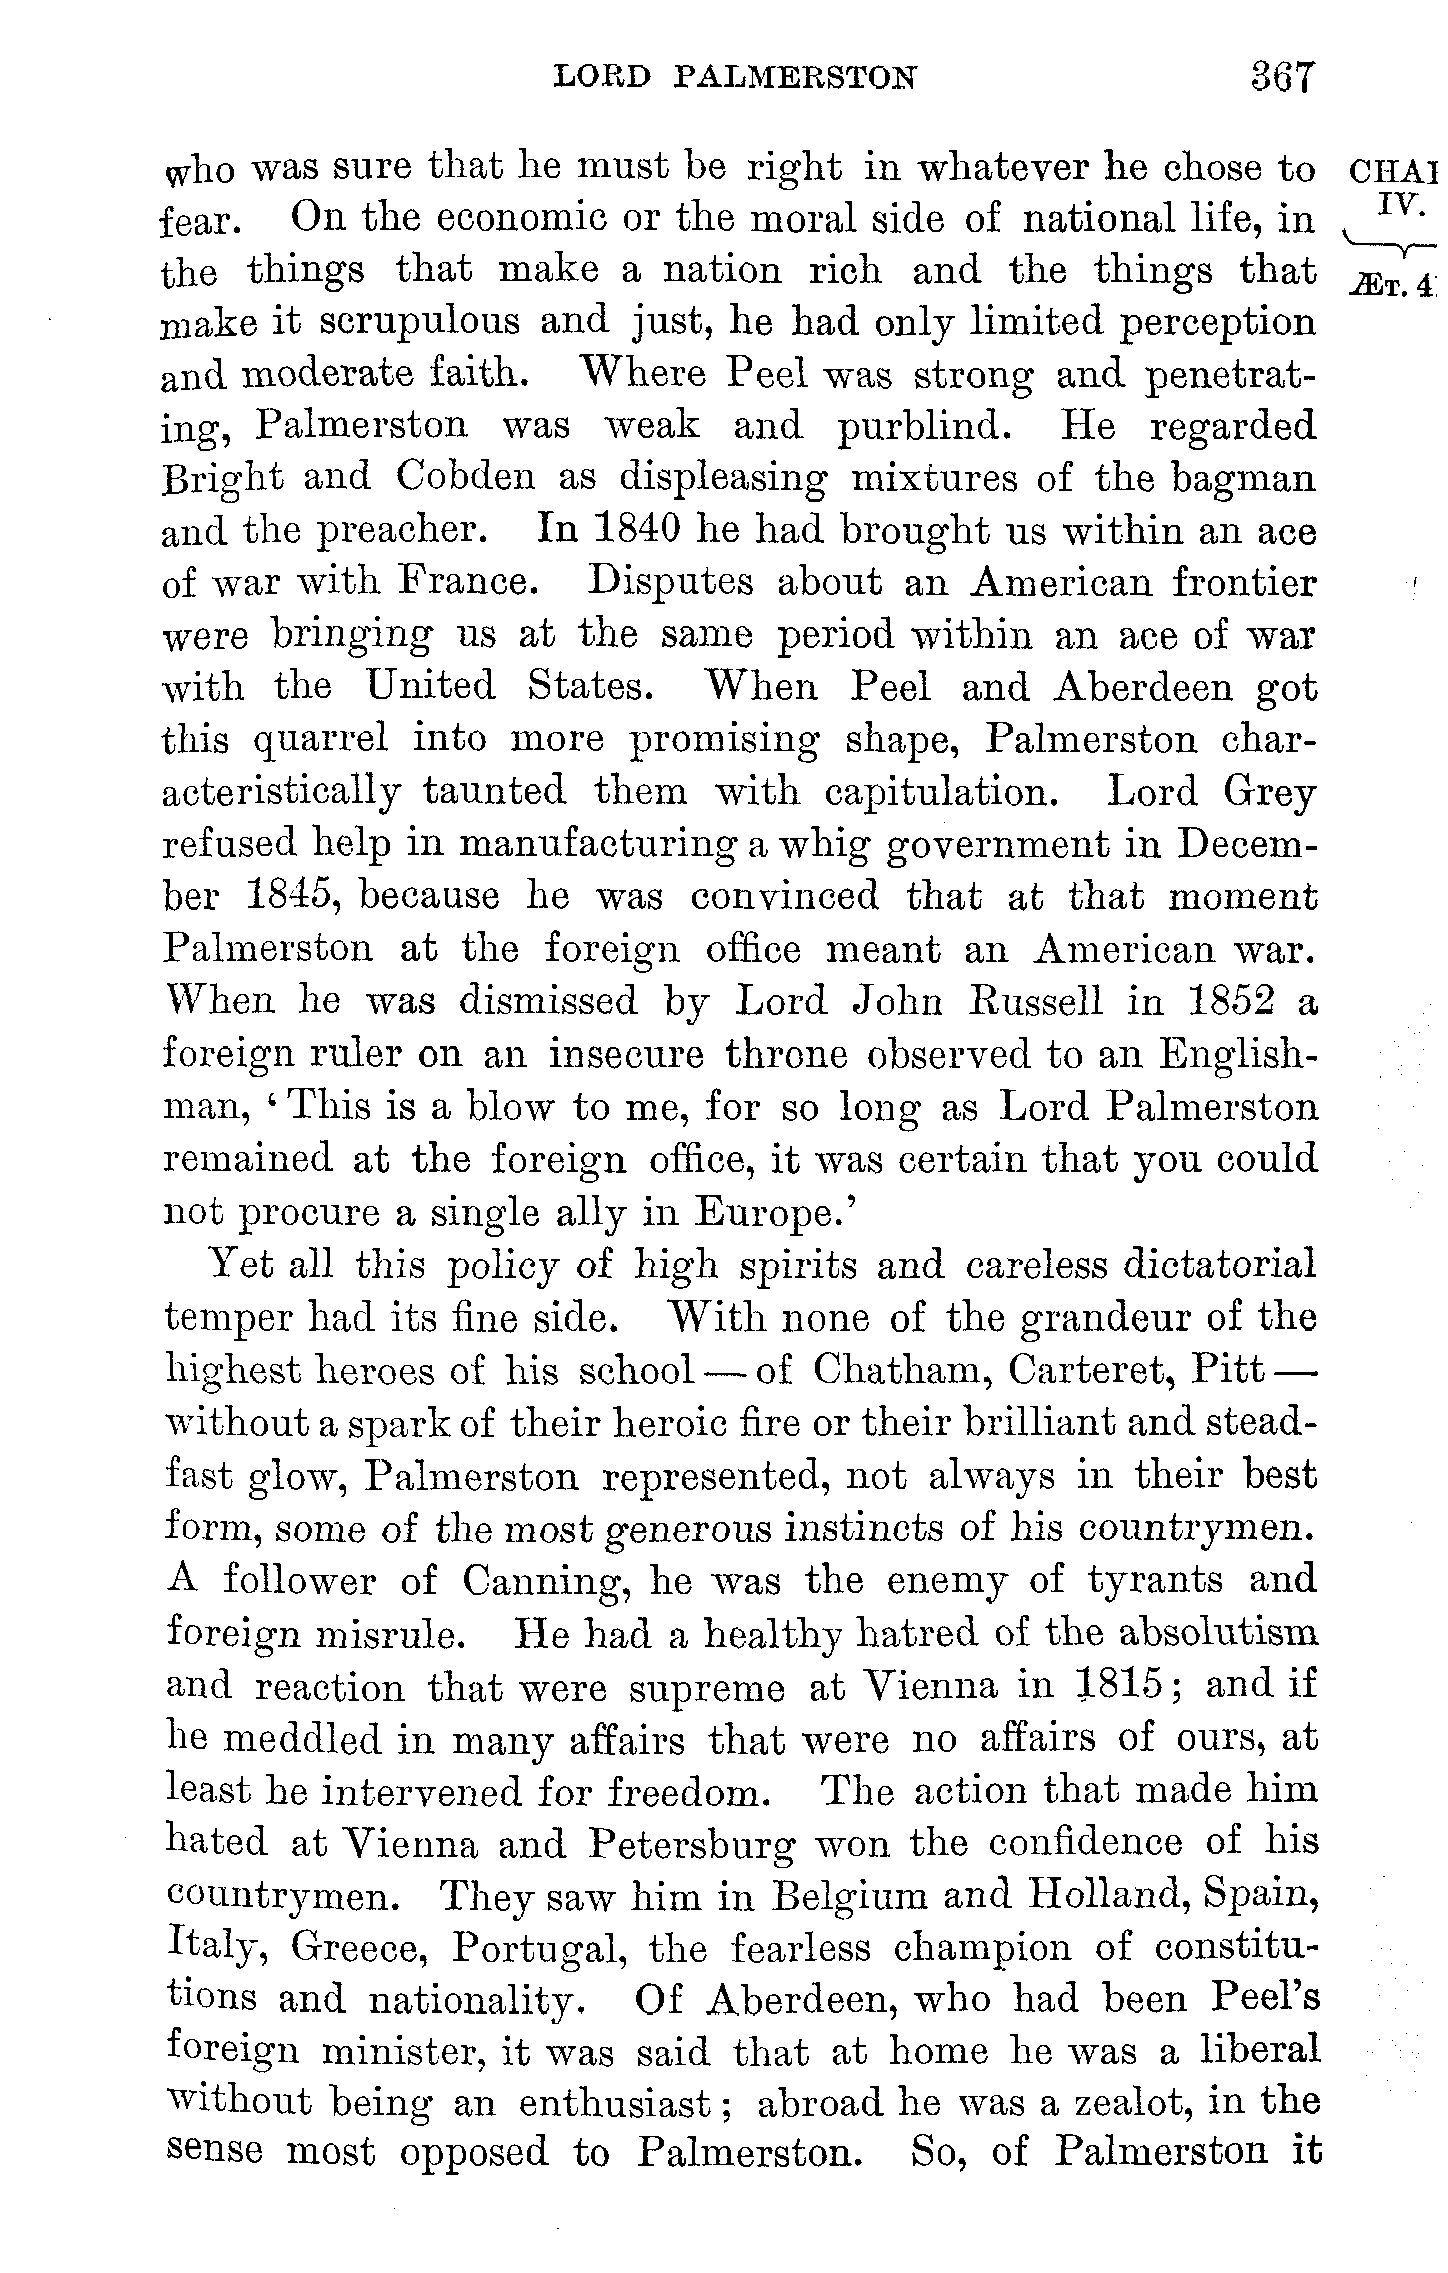 LORD PALMERSTON 367
who was sure that he must be right in whatever he chose to
fear. On the economic or the moral side of national life, in
the things that make a nation rich and the things that
make it scrupulous and just, he had only limited perception
and moderate faith. Where Peel was strong and penetrat-
ing, Palmerston was weak and purblind. He regarded
Bright and Cobden as displeasing mixtures of the bagman
and the preacher. In 1840 he had brought us within an ace
of war with France. Disputes about an American frontier
were bringing us at the same period within an ace of war
with the United States. When Peel and Aberdeen got
this quarrel into more promising shape, Palmerston char-
acteristically taunted them with capitulation. Lord Grey
refused help in manufacturing a whig government in Decem-
ber 1845, because he was convinced that at that moment
Palmerston at the foreign office meant an American war.
When he was dismissed by Lord John Russell in 1852 a
foreign ruler on an insecure throne observed to an English-
man, ‘This is a blow to me, for so long as Lord Palmerston
remained at the foreign office, it was certain that you could
not procure a single ally in Europe.’
Yet all this policy of high spirits and careless dictatorial
temper had its fine side. With none of the grandeur of the
highest heroes of his school — of Chatham, Carteret, Pitt —
without a spark of their heroic fire or their brilliant and stead-
fast glow, Palmerston represented, not always in their best
form, some of the most generous instincts of his countrymen.
A follower of Canning, he was the enemy of tyrants and
foreign misrule. He had a healthy hatred of the absolutism
and reaction that were supreme at Vienna in 1815; and if
he meddled in many affairs that were no affairs of ours, at
least he intervened for freedom. The action that made him
hated at Vienna and Petersburg won the confidence of his
countrymen. They saw him in Belgium and Holland, Spain,
Italy, Greece, Portugal, the fearless champion of constitu-
tions and nationality. Of Aberdeen, who had been Peel's
foreign minister, it was said that at home he was a liberal
without being an enthusiast; abroad he was a zealot, in the
sense most opposed to Palmerston. So, of Palmerston it
IV.
ÆT.